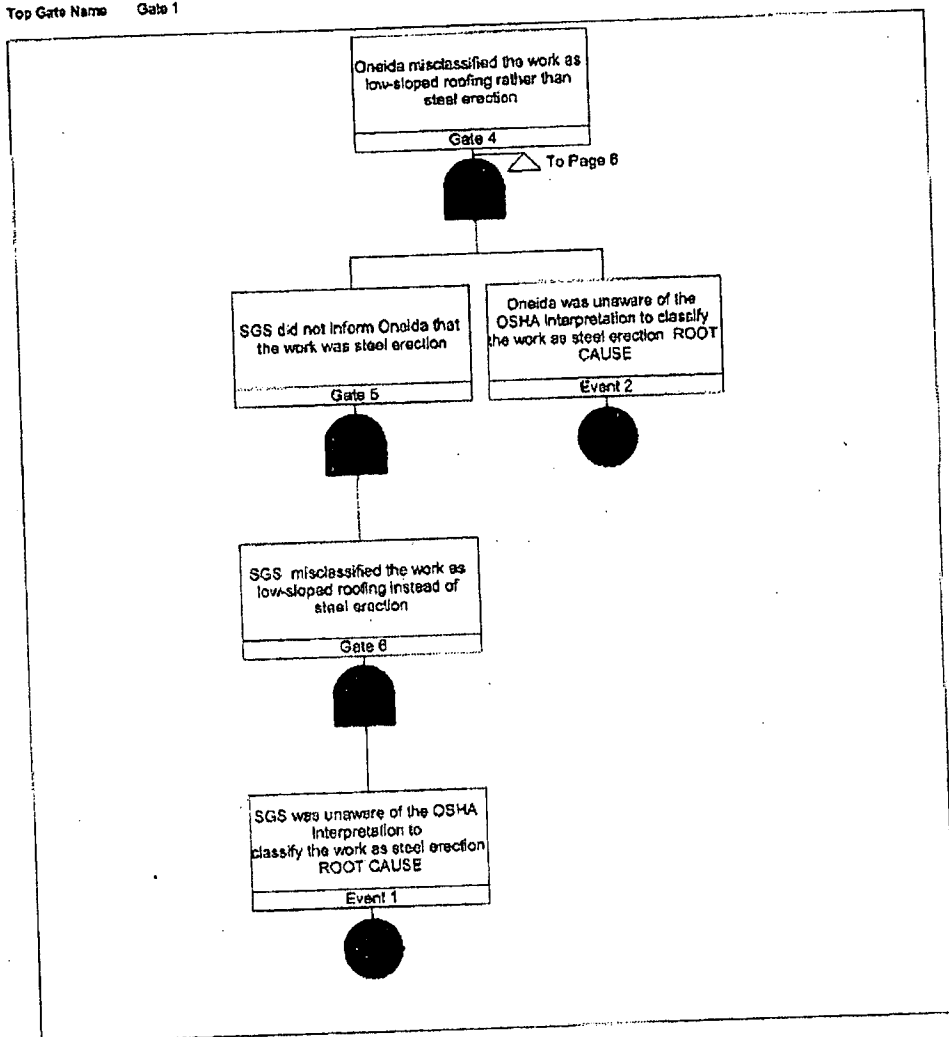 Top Gate Name Gate 1
Oneida misclassified the work as
low-sloped roofing rather than
steel erection
Gate 4
To Page 6
SGS did not inform Oneida that
the work was steel erection
Gate 5
Oneida was unaware of the
OSHA Interpretation to classify
the work as steel erection ROOT
CAUSE
Event 2
SGS misclassified the work as
low-sloped roofing instead of
steel erection
Gate 6
SGS was unaware of the OSHA
Interpretation to
classify the work as steel erection
ROOT CAUSE
Event 1